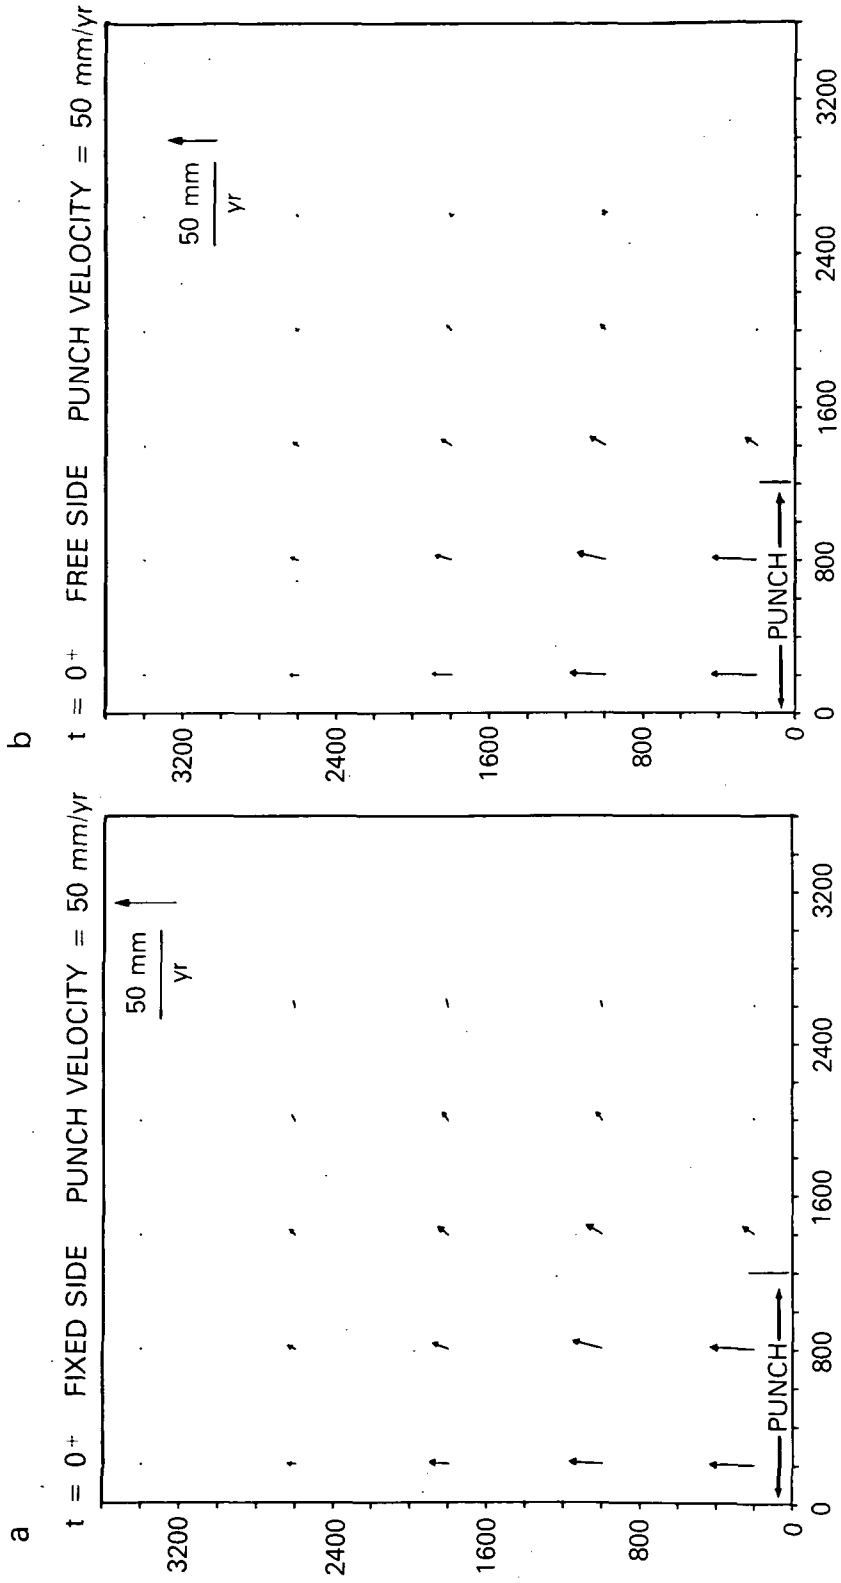 a
t = 0+ FIXED SIDE PUNCH VELOCITY = 50 mm/yr
50 mm
yr
3200
2400
1600
800
0
PUNCH
0 800 1600 2400 3200
b
t = 0+ FREE SIDE PUNCH VELOCITY = 50 mm/yr
50 mm
yr
3200
2400
1600
800
0
PUNCH
0 800 1600 2400 3200